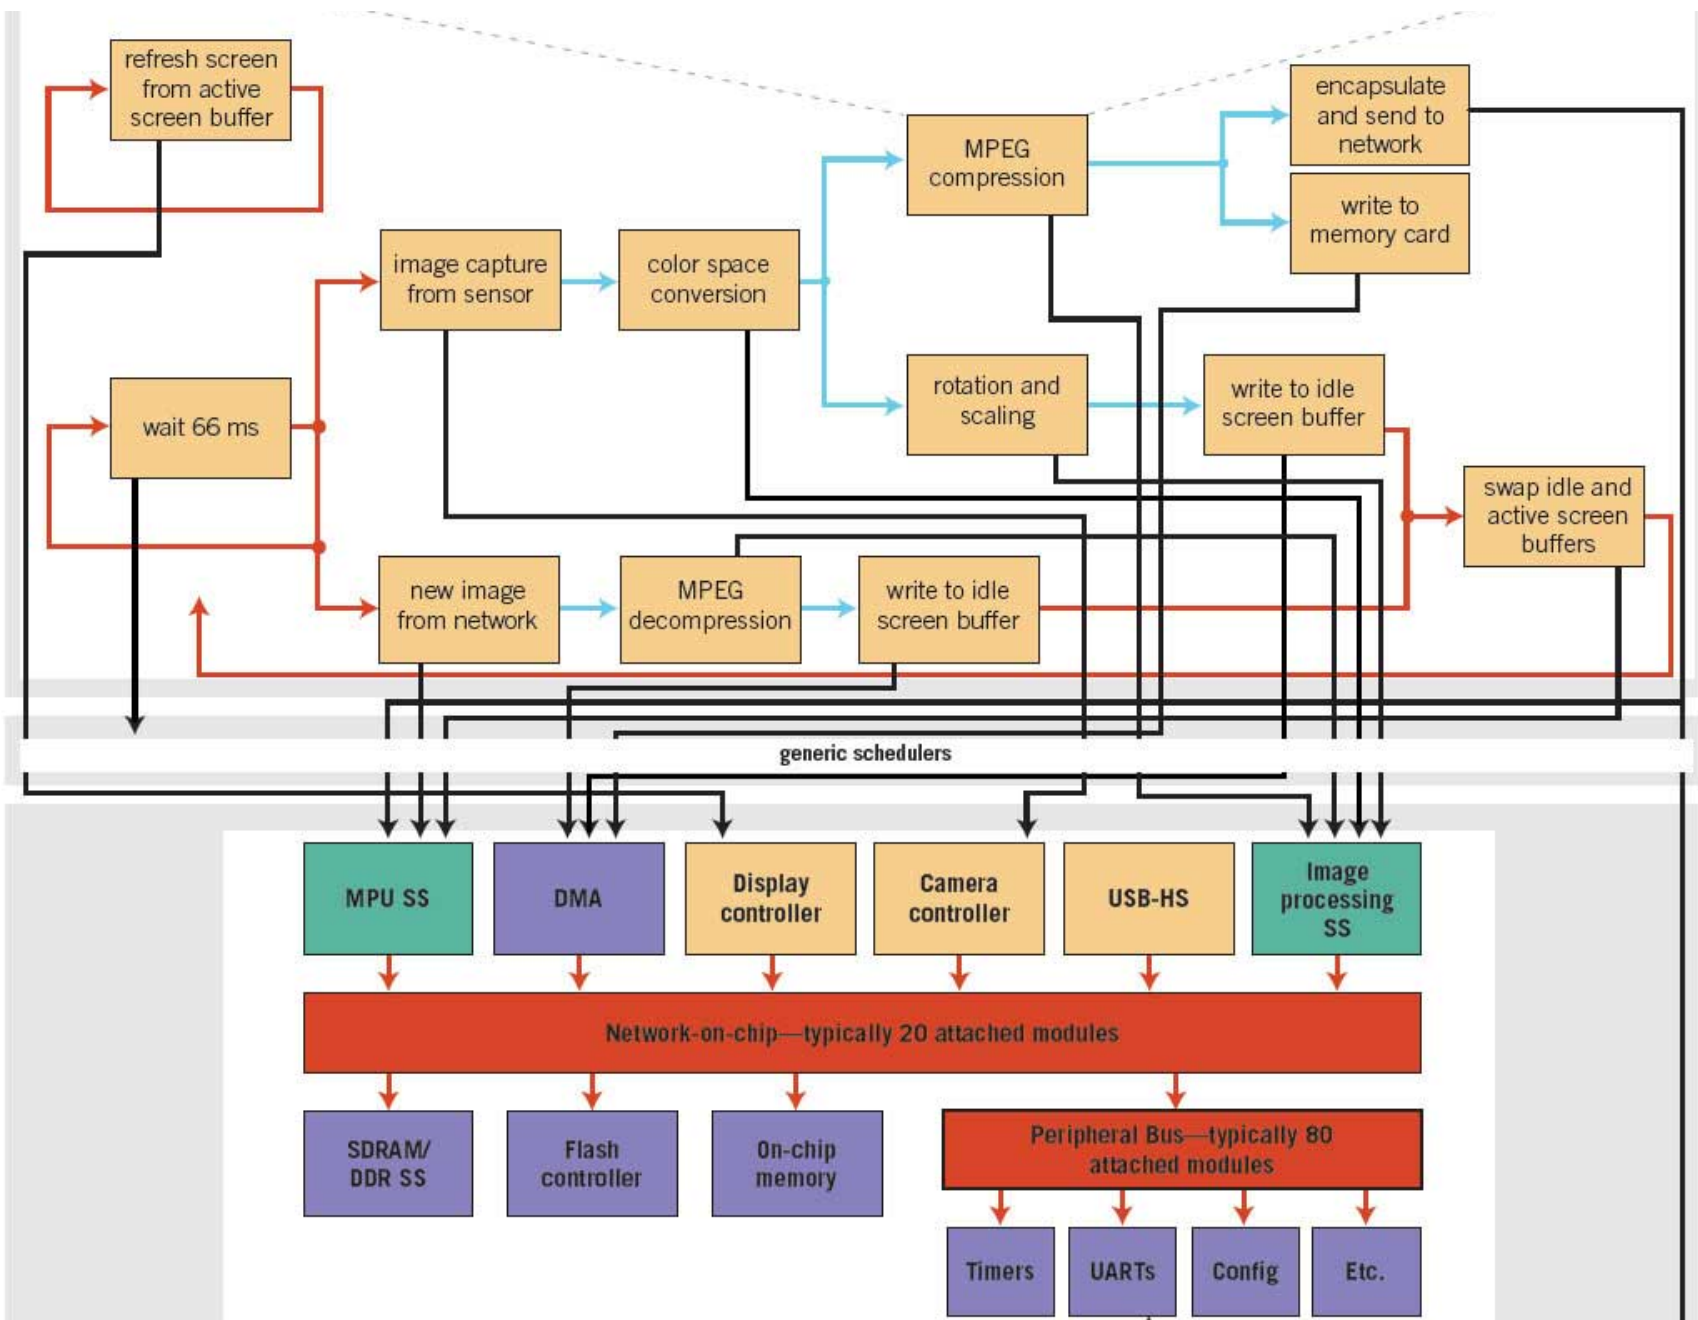 refresh screen
from active
screen buffer
encapsulate
and send to
network
MPEG
compression
write to
memory card
image capture
from sensor
color space
conversion
rotation and
scaling
write to idle
screen buffer
wait 66 ms
swap idle and
active screen
buffers
new image
from network
MPEG
decompression
write to idle
screen buffer
generic schedulers
MPU SS
DMA
Display
controller
Camera
controller
USB-HS
Image
processing
SS
Network-on-chip—typically 20 attached modules
SDRAM/
DDR SS
Flash
controller
On-chip
memory
Peripheral Bus—typically 80
attached modules
Timers
UARTs
Config
Etc.